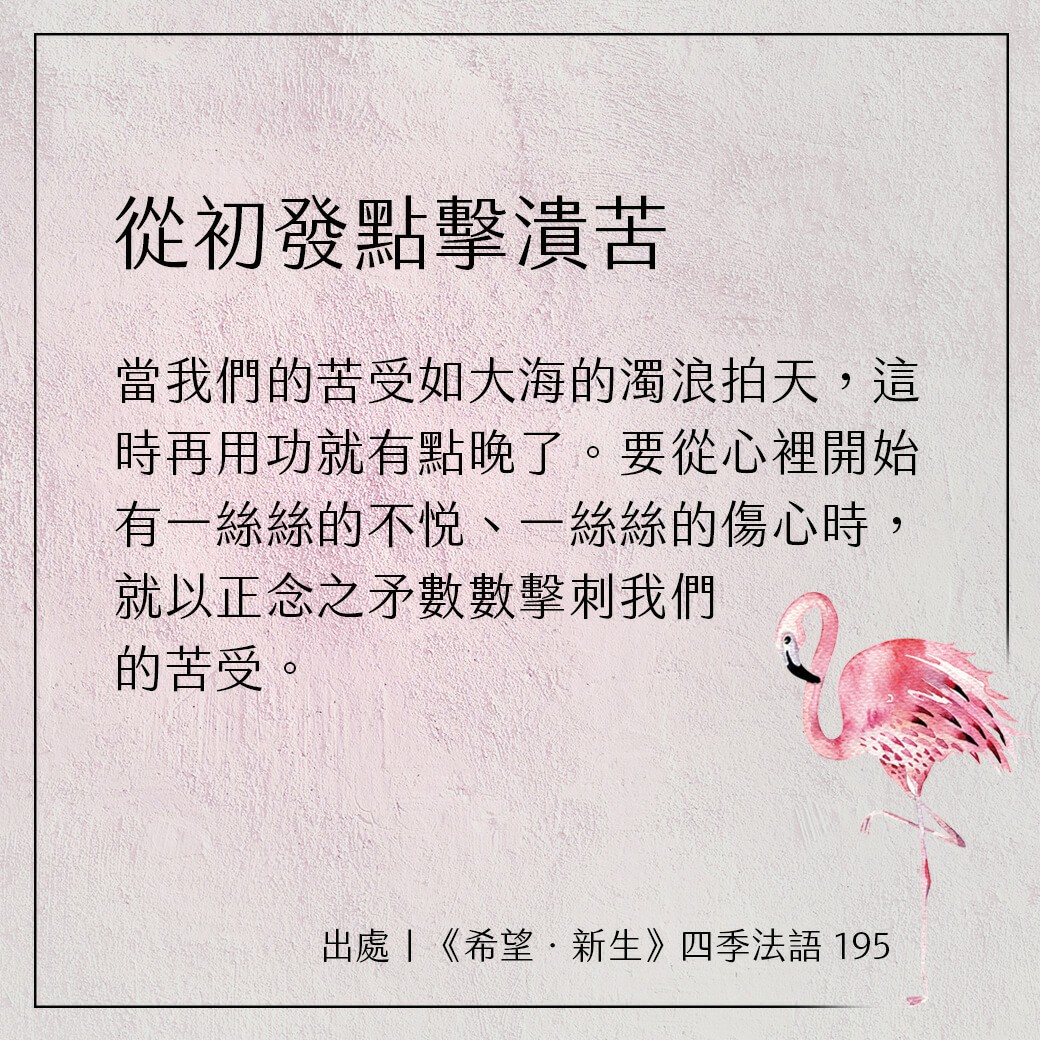 從初發點擊潰苦
當我們的苦受如大海的濁浪拍天，這
時再用功就有點晚了。要從心裡開始
有一絲絲的不悅、一絲絲的傷心時，
就以正念之矛數數擊刺我們
的苦受。
出處｜《希望．新生》四季法語 195